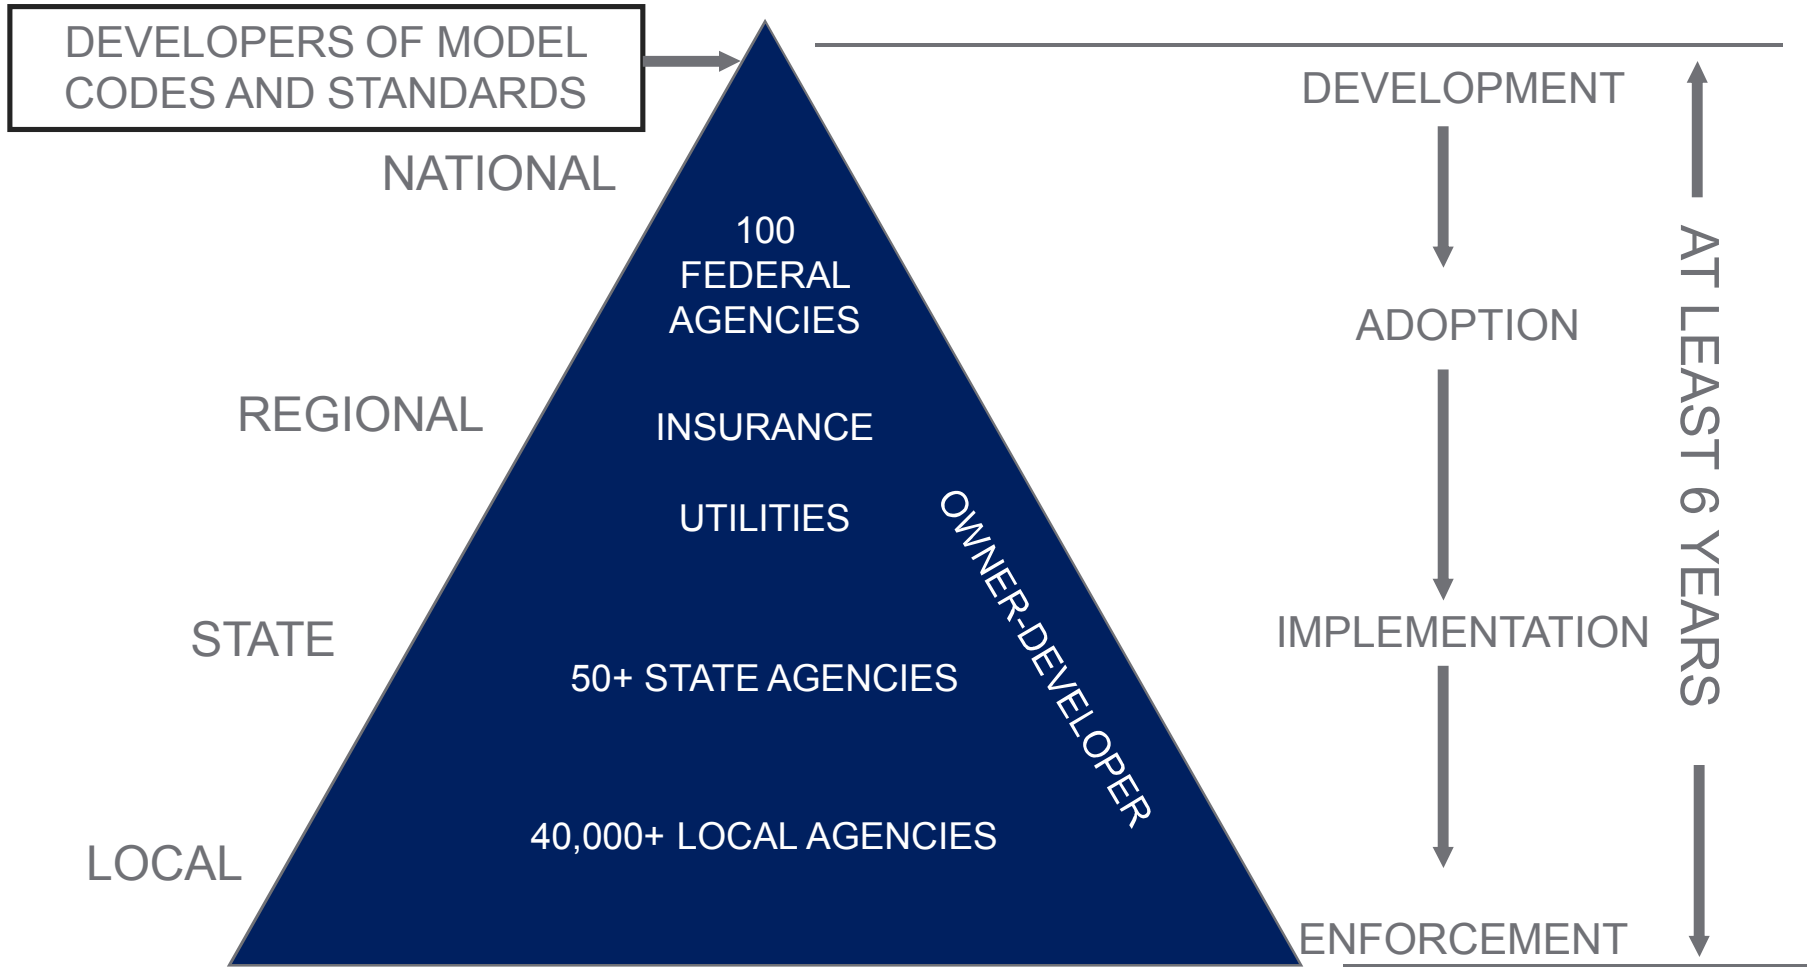 DEVELOPERS OF MODEL
CODES AND STANDARDS
NATIONAL
REGIONAL
STATE
LOCAL
100
FEDERAL
AGENCIES
INSURANCE
UTILITIES
50+ STATE AGENCIES
40,000+ LOCAL AGENCIES
OWNER-DEVELOPER
DEVELOPMENT
ADOPTION
IMPLEMENTATION
ENFORCEMENT
AT LEAST 6 YEARS